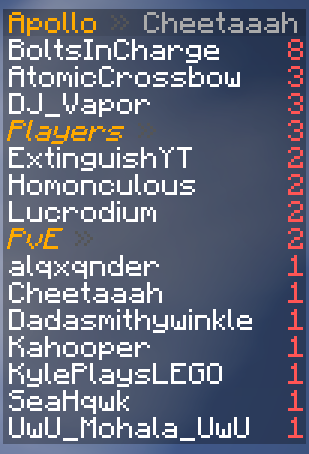 Apollo » Cheetaaah
BoltsInCharge 8
AtomicCrossbow 3
DJ_Vapor 3
Players » 3
ExtinguishYT 2
Homonculous 2
Lucrodium 2
PvE » 2
alqxqnder 1
Cheetaaah 1
Dadasmithywinkle 1
Kahooper 1
KylePlaysLEGO 1
SeaHqwk 1
UwU_Mohala_UwU 1